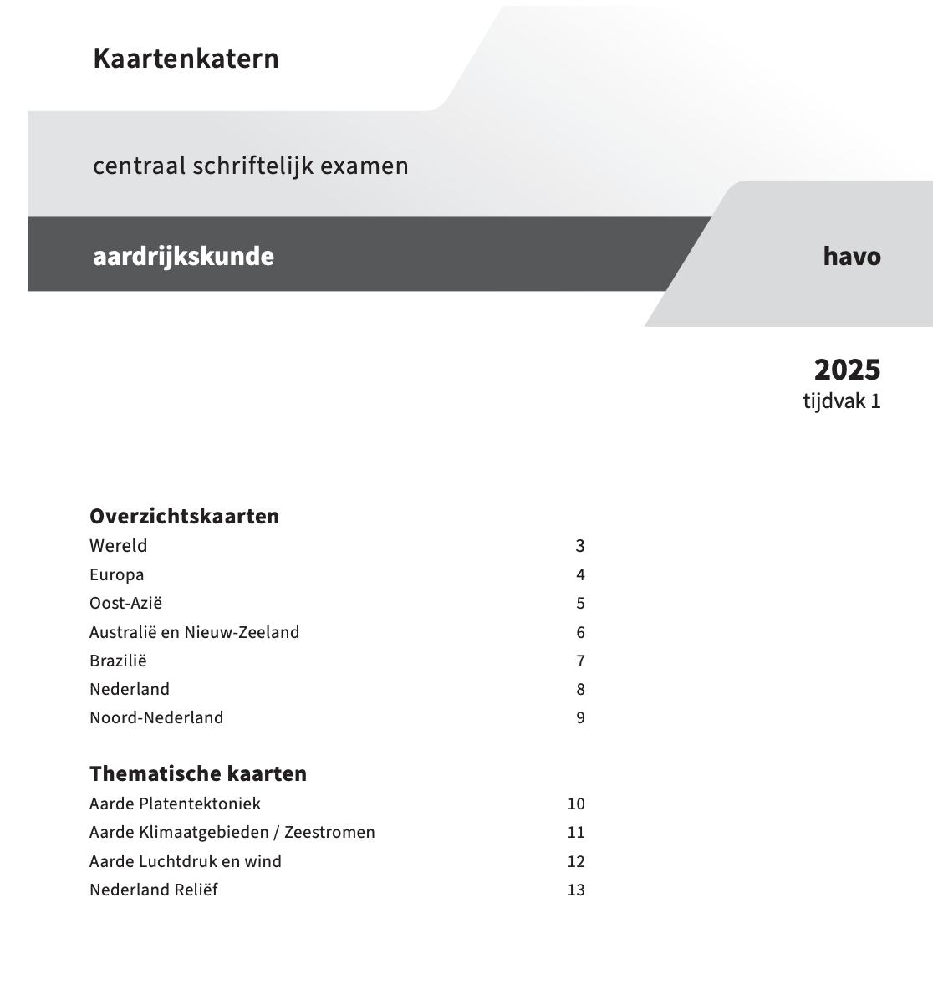 Kaartenkatern
centraal schriftelijk examen
aardrijkskunde
havo
2025
tijdvak 1
Overzichtskaarten
Wereld 3
Europa 4
Oost-Azië 5
Australië en Nieuw-Zeeland 6
Brazilië 7
Nederland 8
Noord-Nederland 9
Thematische kaarten
Aarde Platentektoniek 10
Aarde Klimaatgebieden / Zeestromen 11
Aarde Luchtdruk en wind 12
Nederland Reliëf 13